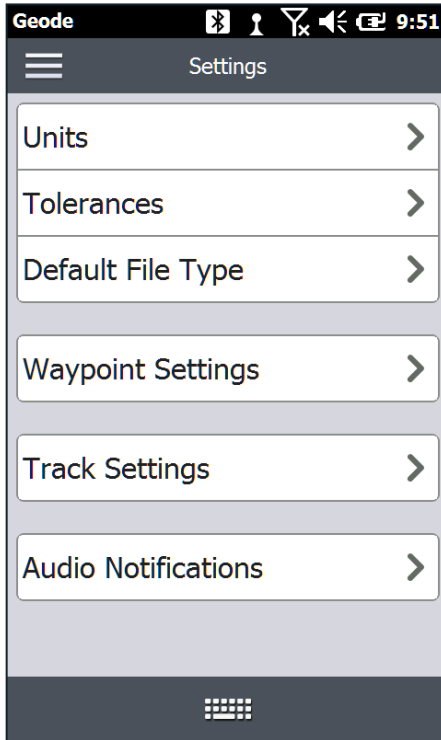 Geode 9:51
Settings
Units
Tolerances
Default File Type
Waypoint Settings
Track Settings
Audio Notifications